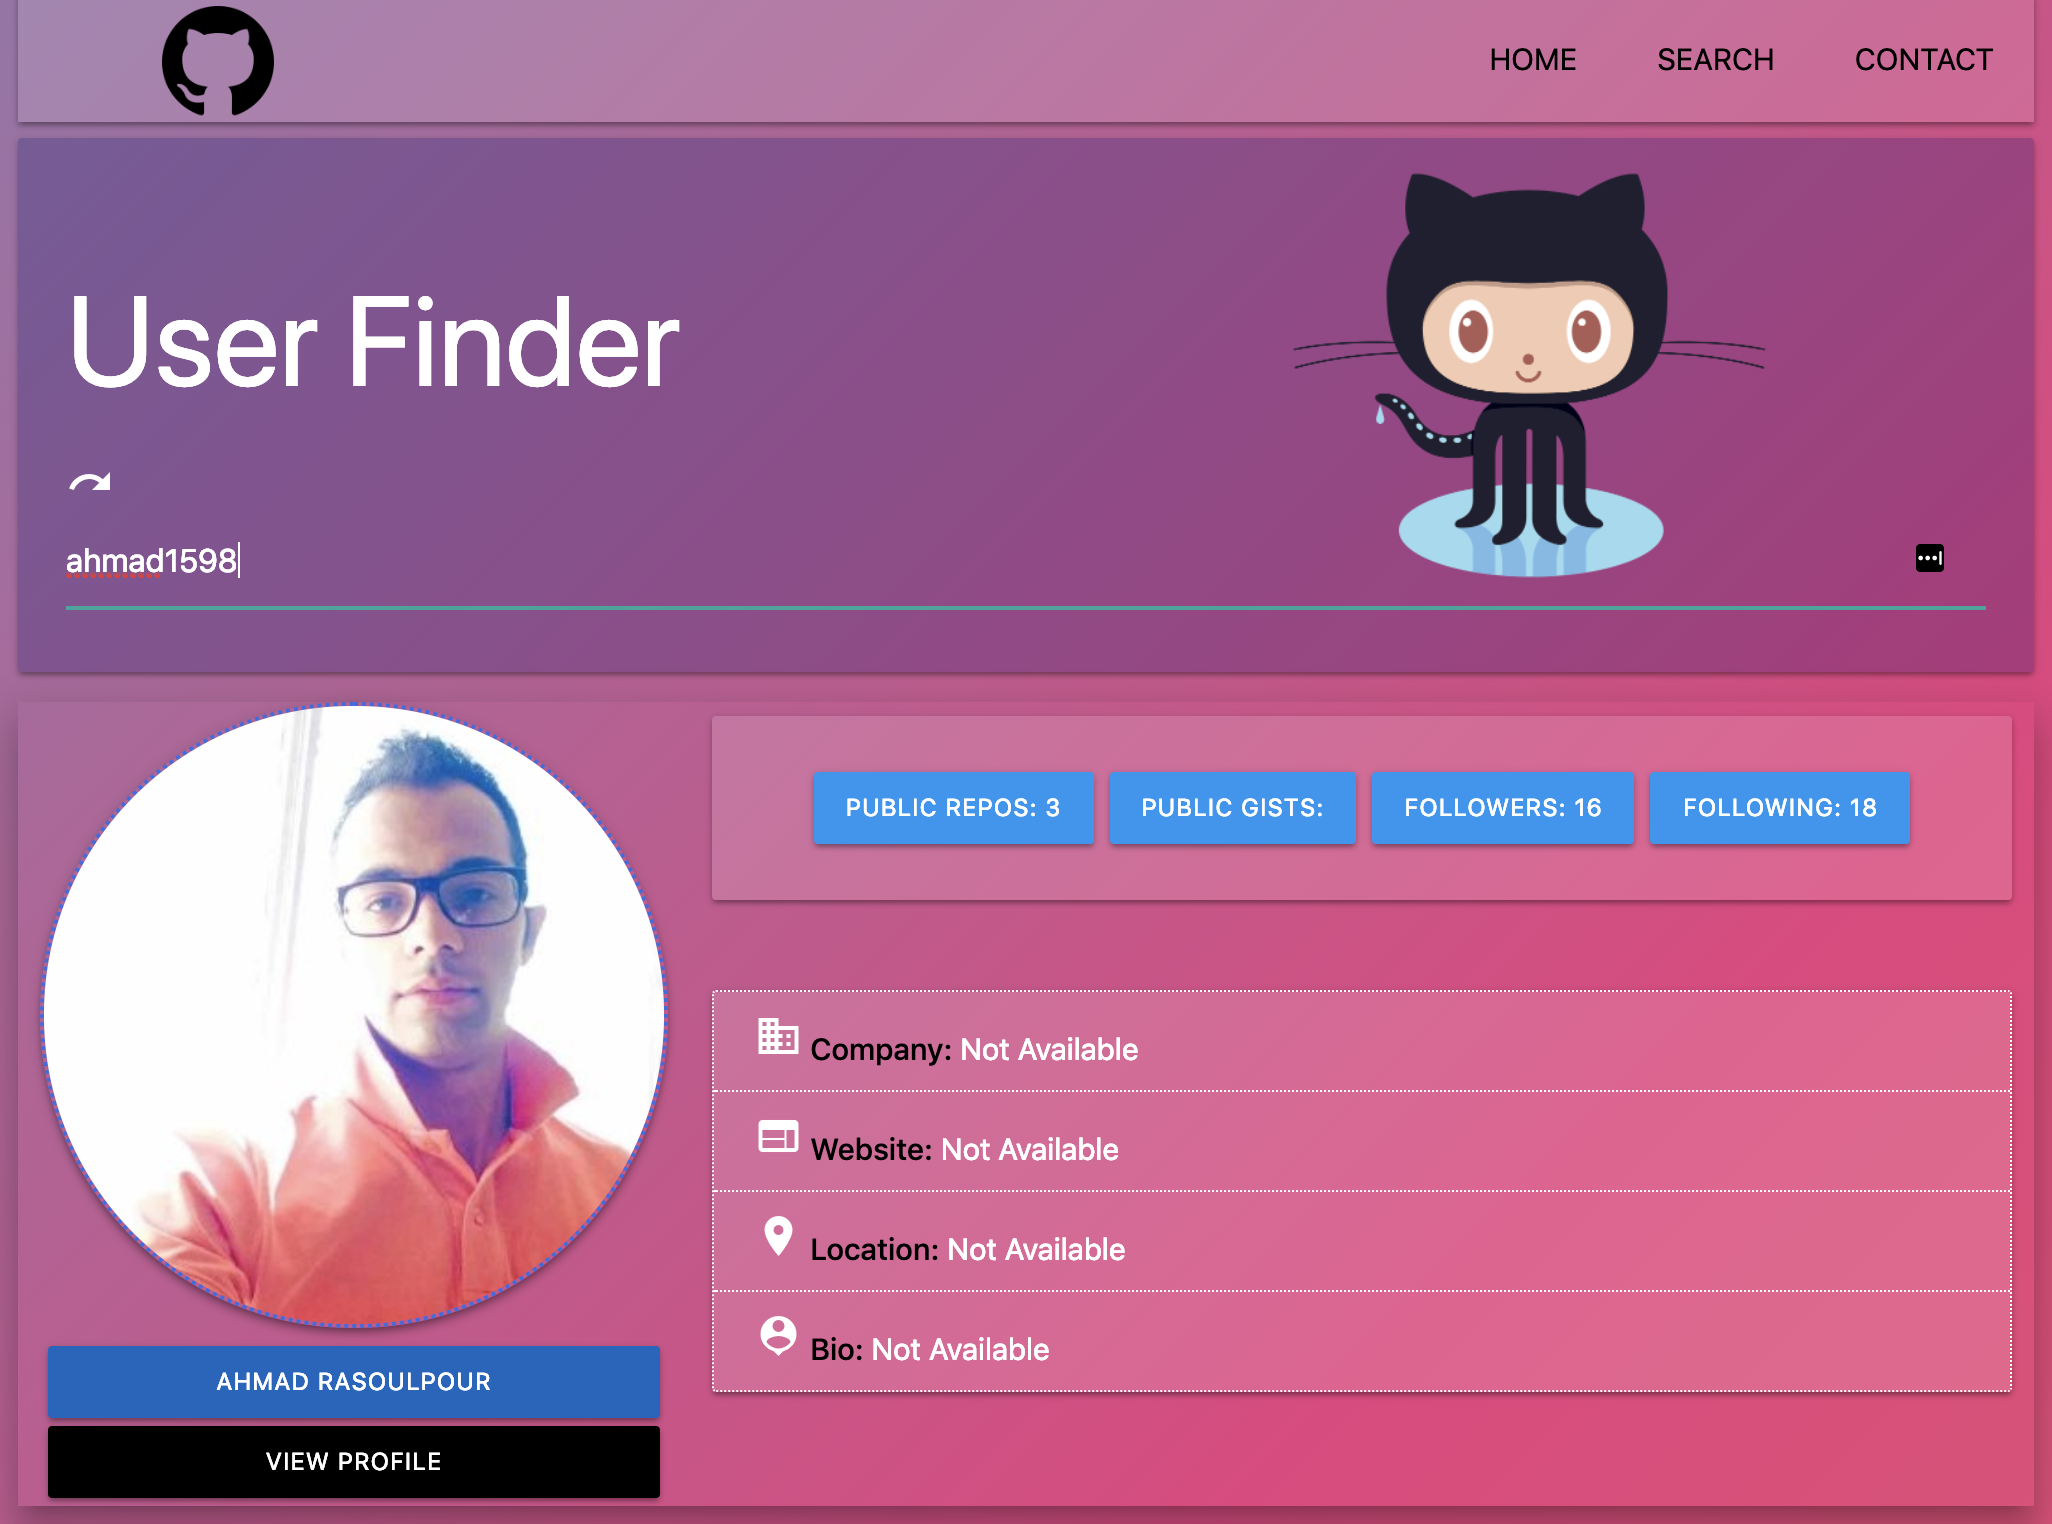 HOME SEARCH CONTACT
User Finder
ahmad1598
PUBLIC REPOS: 3 PUBLIC GISTS: FOLLOWERS: 16 FOLLOWING: 18
Company: Not Available
Website: Not Available
Location: Not Available
Bio: Not Available
AHMAD RASOULPOUR
VIEW PROFILE